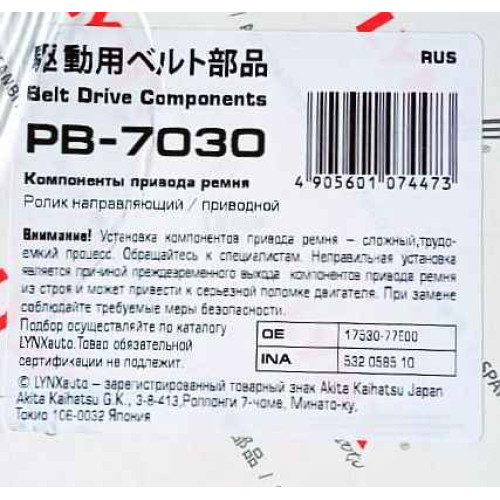 駆動用ベルト部品
RUS
Belt Drive Components
PB-7030
4 905601 074473
Компоненты привода ремня
Ролик направляющий / приводной
Внимание! Установка компонентов привода ремня – сложный,трудо-
емкий процесс. Обращайтесь к специалистам. Неправильная установка
является причиной преждевременного выхода компонентов привода ремня
из строя и может привести к серьезной поломке двигателя. При замене
соблюдайте требуемые меры безопасности.
Подбор осуществляйте по каталогу
LYNXauto.Товар обязательной
сертификации не подлежит.
OE 17530-77E00
INA 532 0585 10
© LYNXauto – зарегистрированный товарный знак Akita Kaihatsu Japan
Akita Kaihatsu G.K., 3-8-413,Роппонги 7-чоме, Минато-ку,
Токио 106-0032 Япония